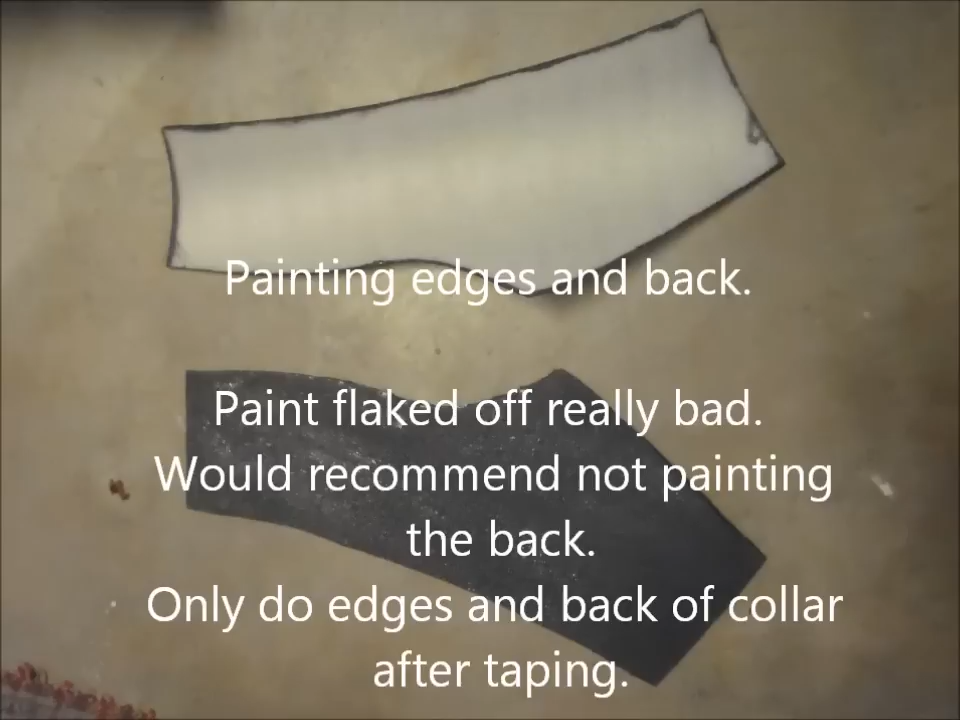 Painting edges and back.
Paint flaked off really bad.
Would recommend not painting
the back.
Only do edges and back of collar
after taping.